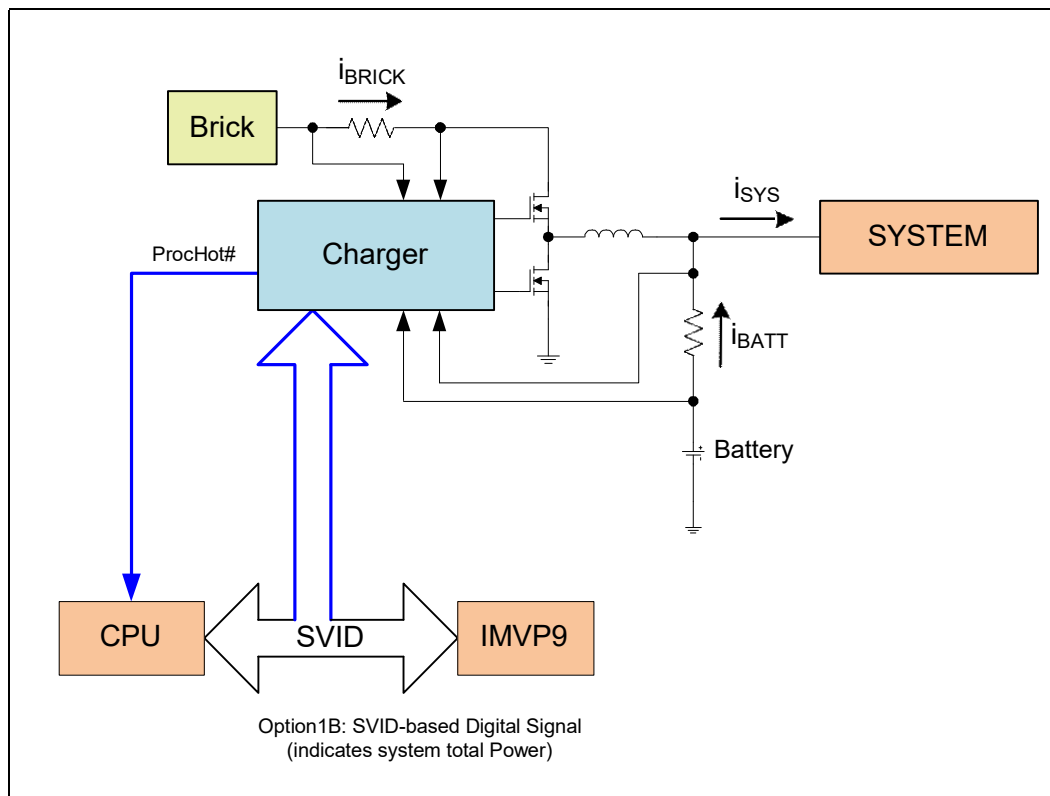 iBRICK
Brick
iSYS
SYSTEM
ProcHot#
Charger
iBATT
Battery
CPU
SVID
IMVP9
Option1B: SVID-based Digital Signal
(indicates system total Power)